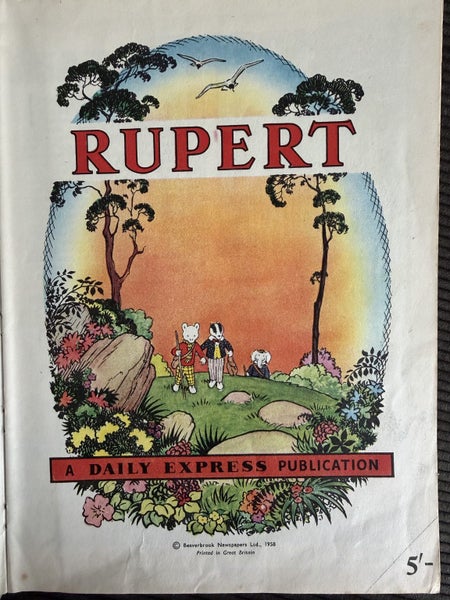 RUPERT
A DAILY EXPRESS PUBLICATION
© Beaverbrook Newspapers Ltd., 1958
Printed in Great Britain
5/-